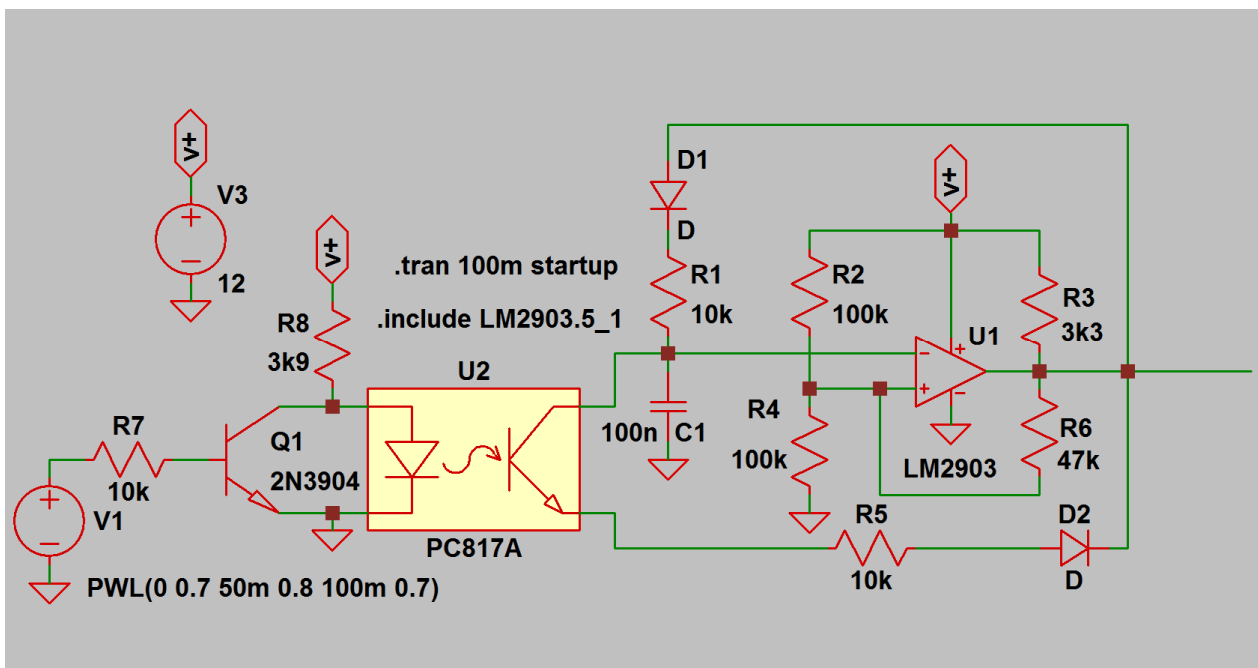 v+
V3
+
−
12
v+
R8
3k9
.tran 100m startup
.include LM2903.5_1
D1
D
R1
10k
v+
R2
100k
R3
3k3
U1
−
+
+
−
LM2903
U2
PC817A
100n
C1
R4
100k
R6
47k
R5
10k
D2
D
R7
10k
Q1
2N3904
+
−
V1
PWL(0 0.7 50m 0.8 100m 0.7)